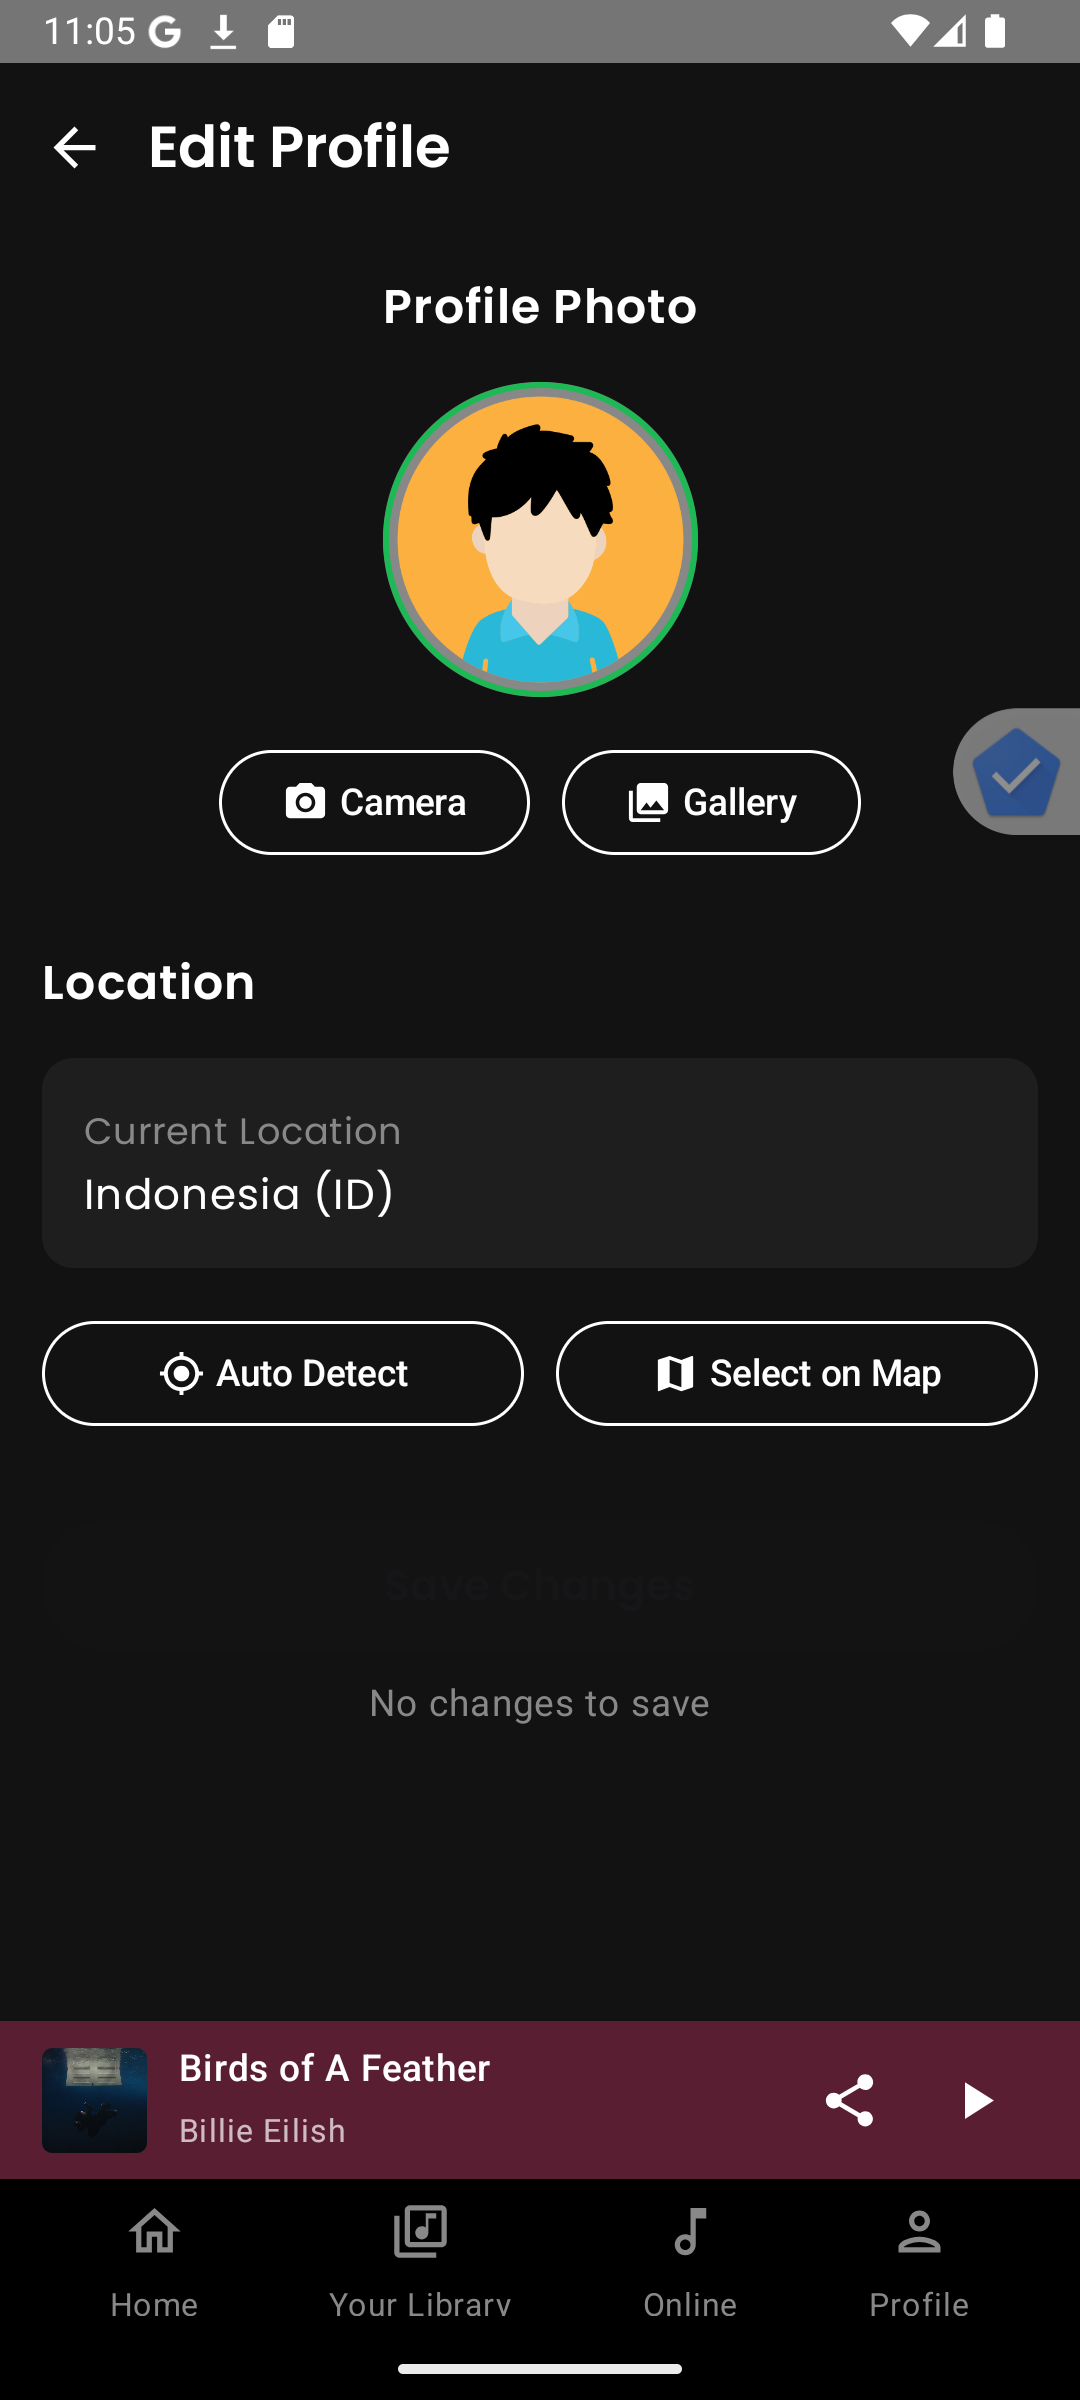 11:05
Edit Profile
Profile Photo
Camera
Gallery
Location
Current Location
Indonesia (ID)
Auto Detect
Select on Map
Save Changes
No changes to save
Birds of A Feather
Billie Eilish
Home
Your Library
Online
Profile